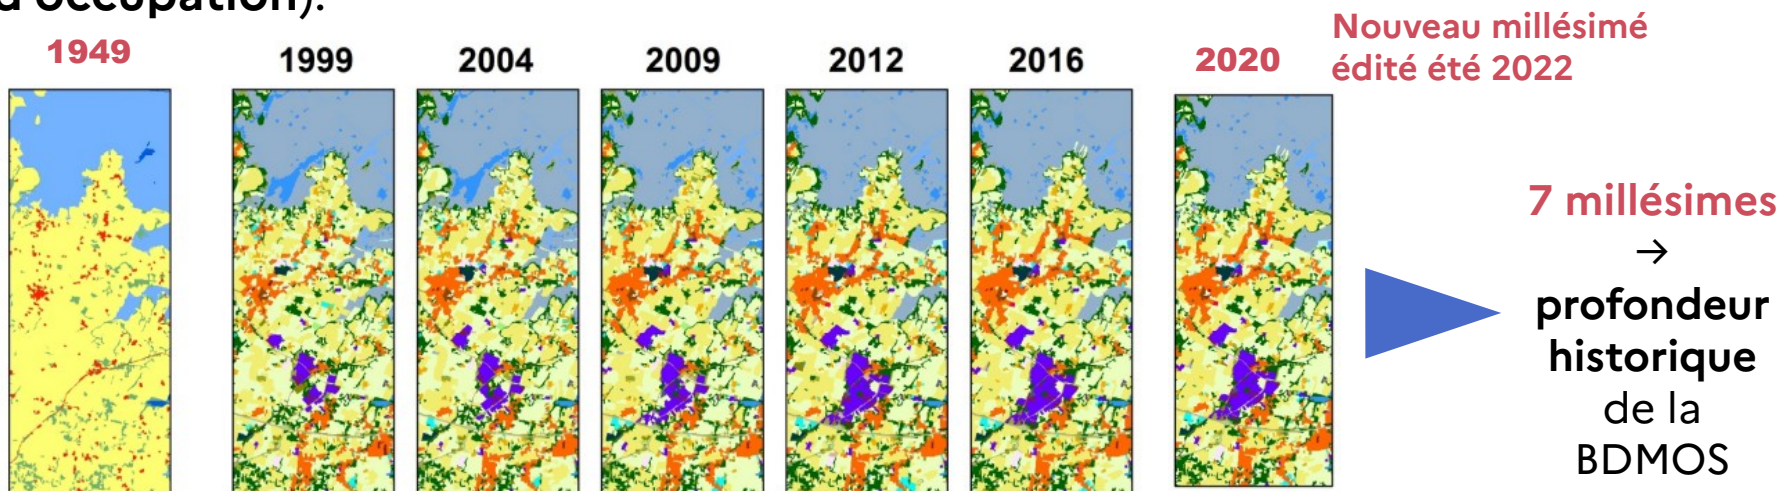 d'occupation).
1949
1999
2004
2009
2012
2016
2020
Nouveau millésimé
édité été 2022
7 millésimes
→
profondeur
historique
de la
BDMOS